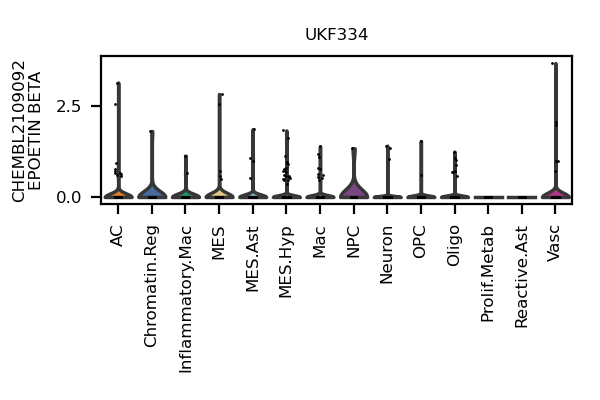 UKF334
CHEMBL2109092
EPOETIN BETA
2.5
0.0
AC
Chromatin.Reg
Inflammatory.Mac
MES
MES.Ast
MES.Hyp
Mac
NPC
Neuron
OPC
Oligo
Prolif.Metab
Reactive.Ast
Vasc